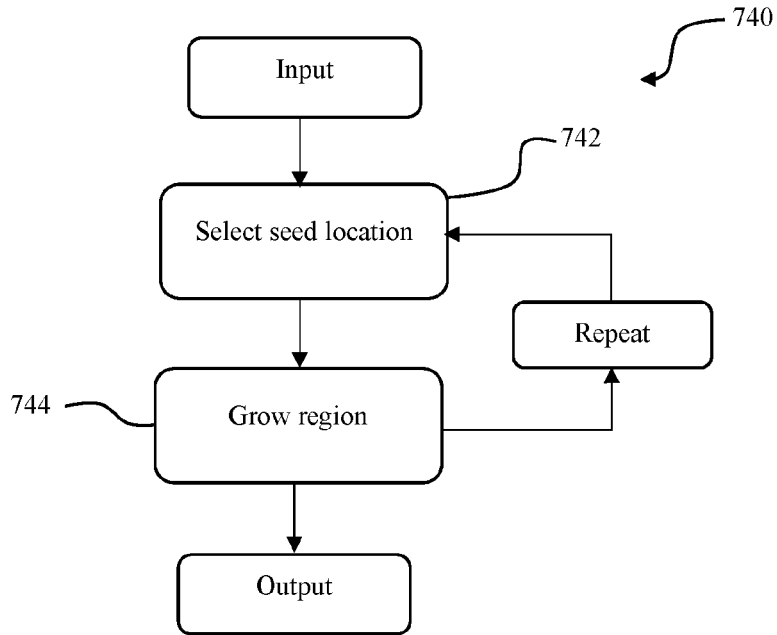 740
Input
742
Select seed location
Repeat
744
Grow region
Output